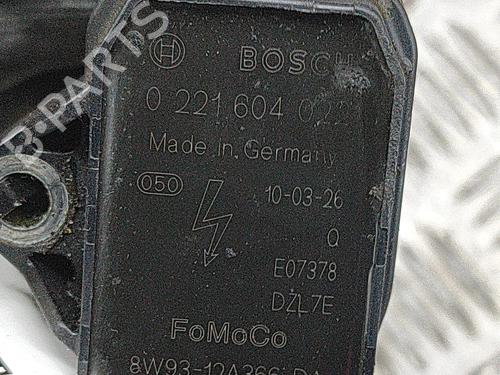 PARTS
BOSCH
0 221 604 022
Made in Germany
050
10-03-26
Q
E07378
DZL7E
FoMoCo